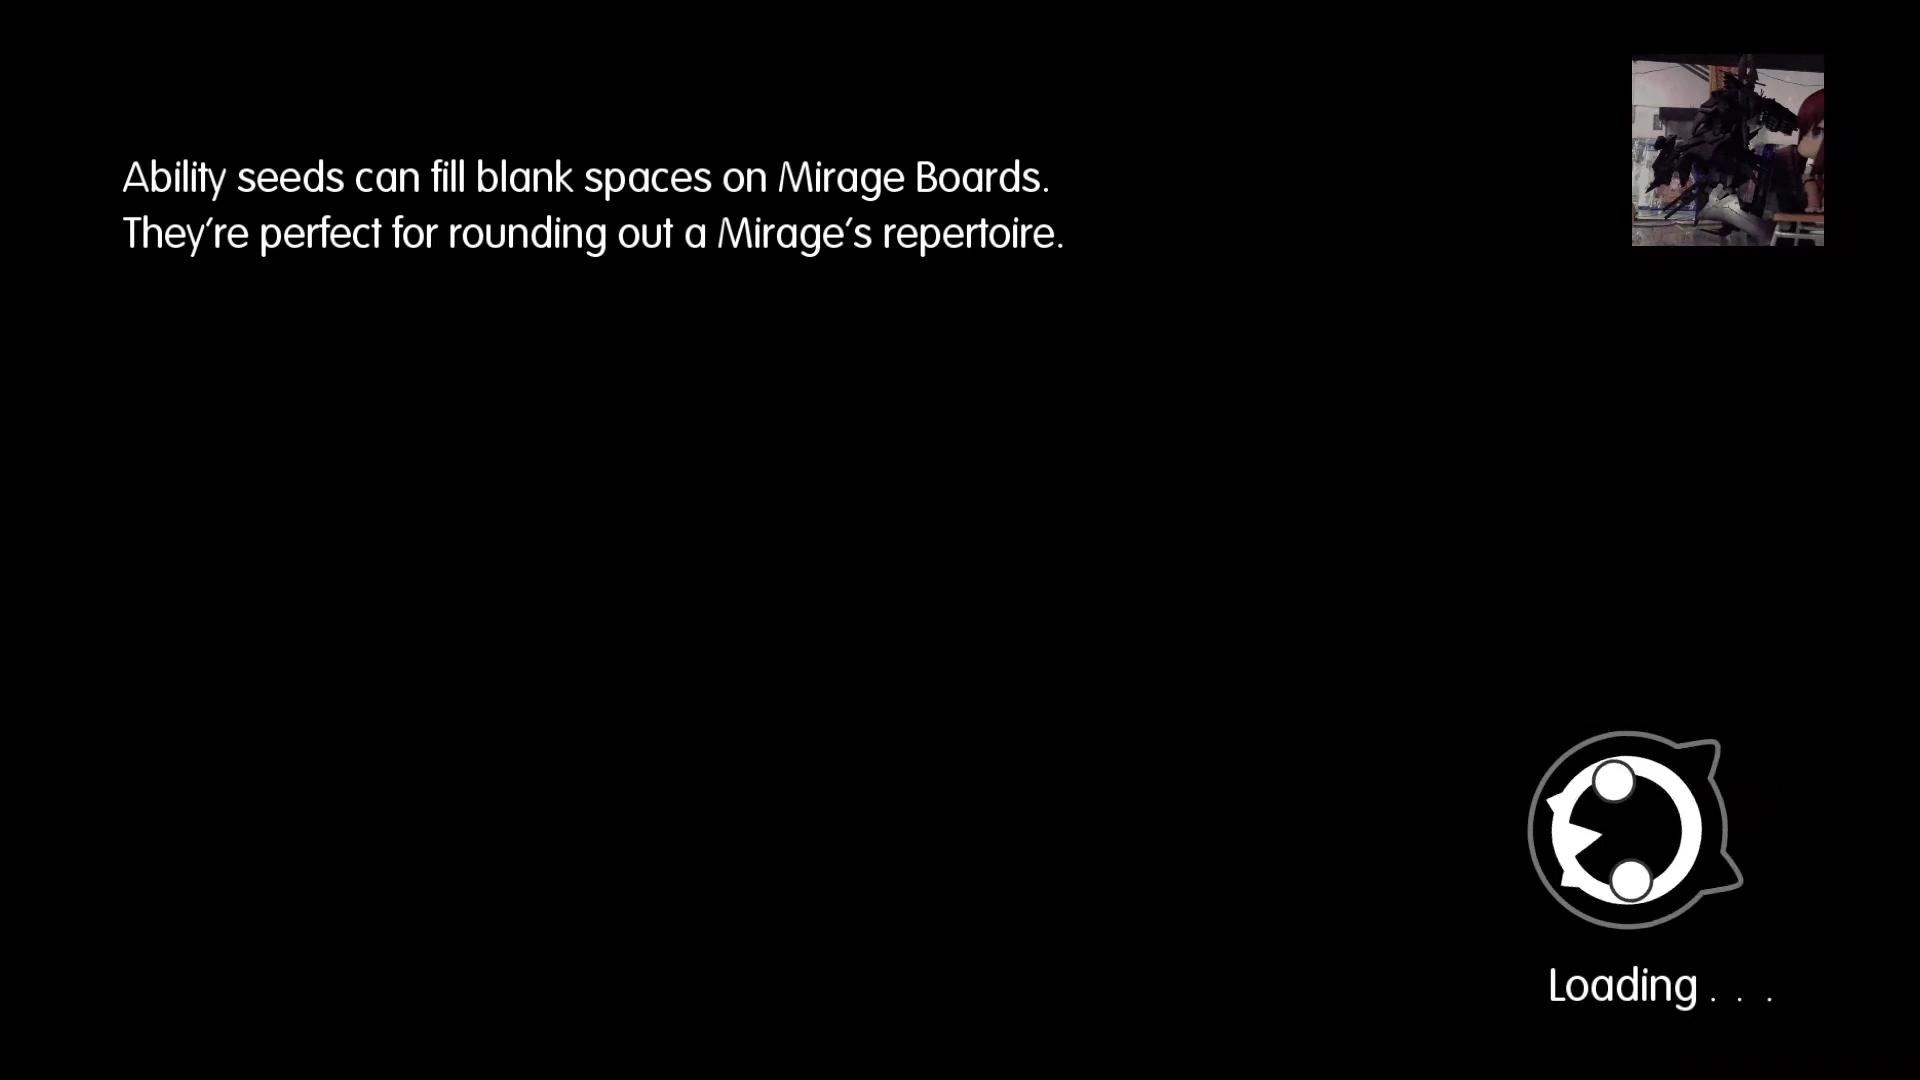 Ability seeds can fill blank spaces on Mirage Boards.
They're perfect for rounding out a Mirage's repertoire.
Loading . . .